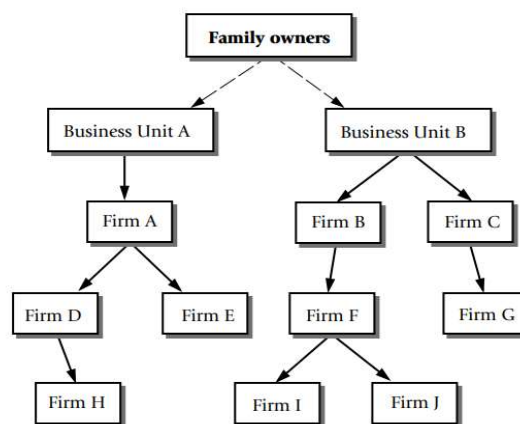 Family owners
Business Unit A
Business Unit B
Firm A
Firm B
Firm C
Firm D
Firm E
Firm F
Firm G
Firm H
Firm I
Firm J